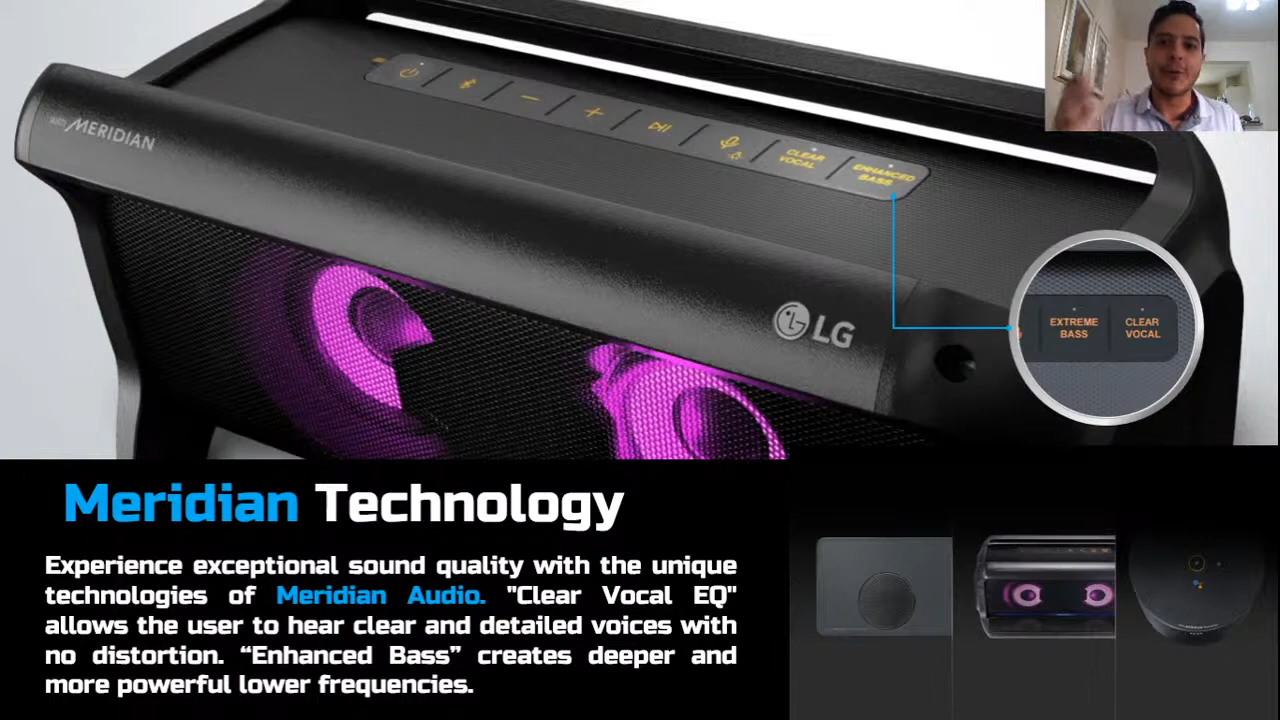 with MERIDIAN
CLEAR
VOCAL
ENHANCED
BASS
LG
EXTREME
BASS
CLEAR
VOCAL
Meridian Technology
Experience exceptional sound quality with the unique
technologies of Meridian Audio. "Clear Vocal EQ"
allows the user to hear clear and detailed voices with
no distortion. “Enhanced Bass” creates deeper and
more powerful lower frequencies.